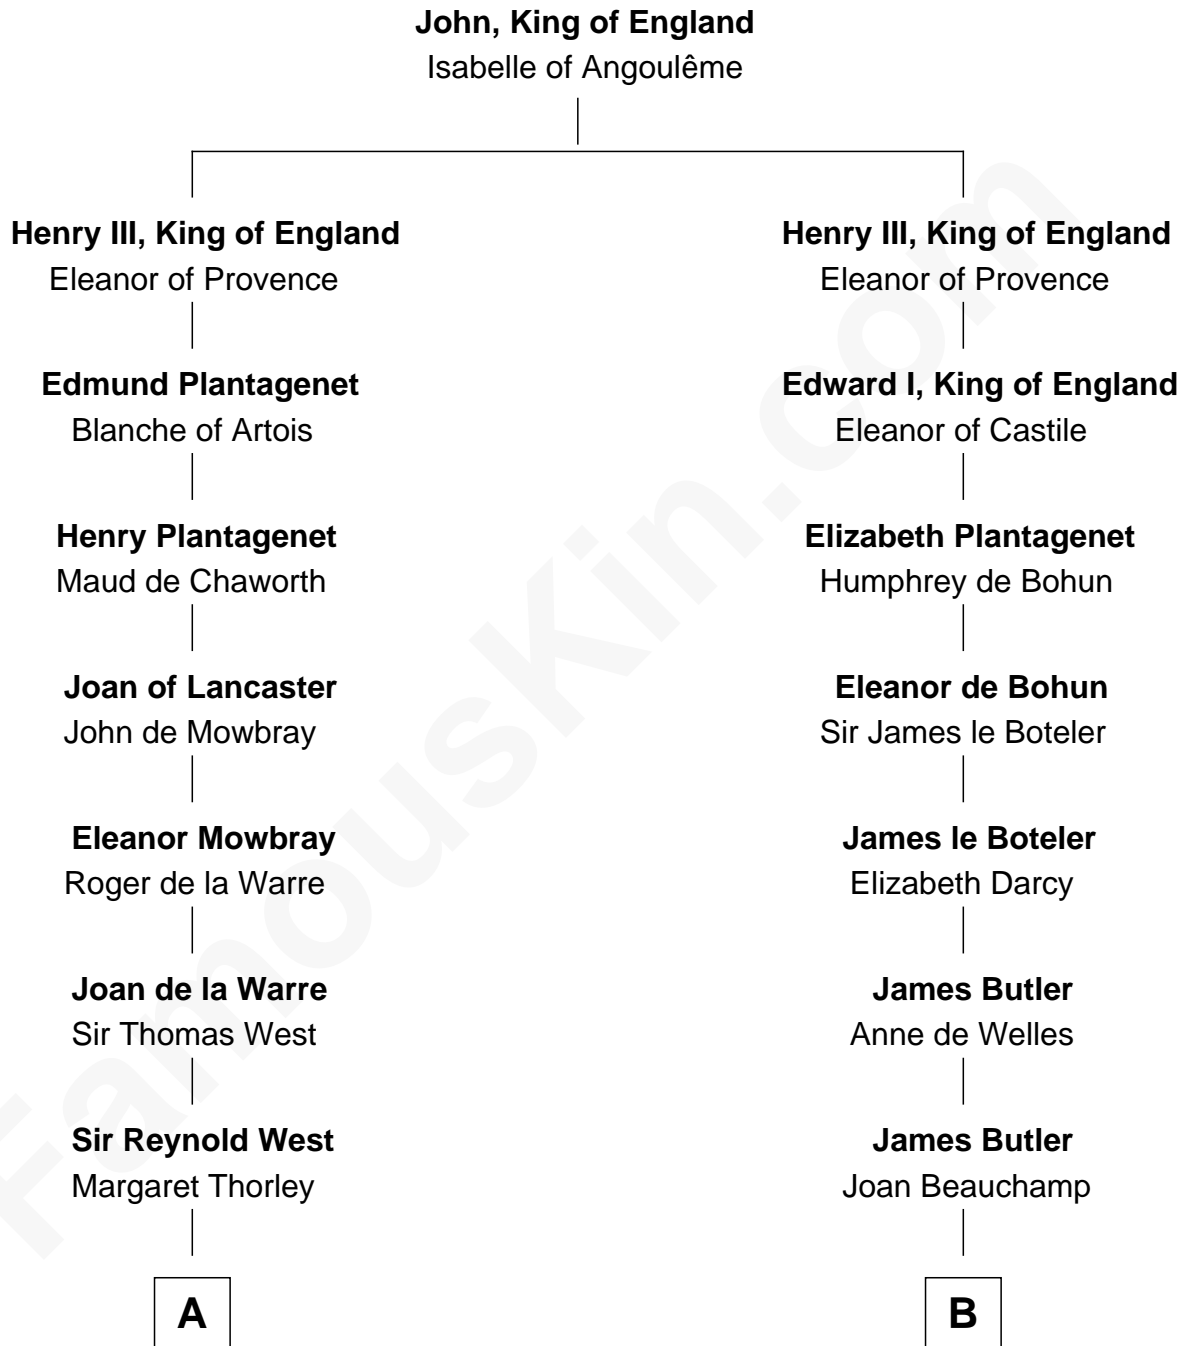 John, King of England
Isabelle of Angoulême
Henry III, King of England
Eleanor of Provence
Henry III, King of England
Eleanor of Provence
Edmund Plantagenet
Blanche of Artois
Edward I, King of England
Eleanor of Castile
Henry Plantagenet
Maud de Chaworth
Elizabeth Plantagenet
Humphrey de Bohun
Joan of Lancaster
John de Mowbray
Eleanor de Bohun
Sir James le Boteler
Eleanor Mowbray
Roger de la Warre
James le Boteler
Elizabeth Darcy
Joan de la Warre
Sir Thomas West
James Butler
Anne de Welles
Sir Reynold West
Margaret Thorley
James Butler
Joan Beauchamp
A
B
FamousKin.com